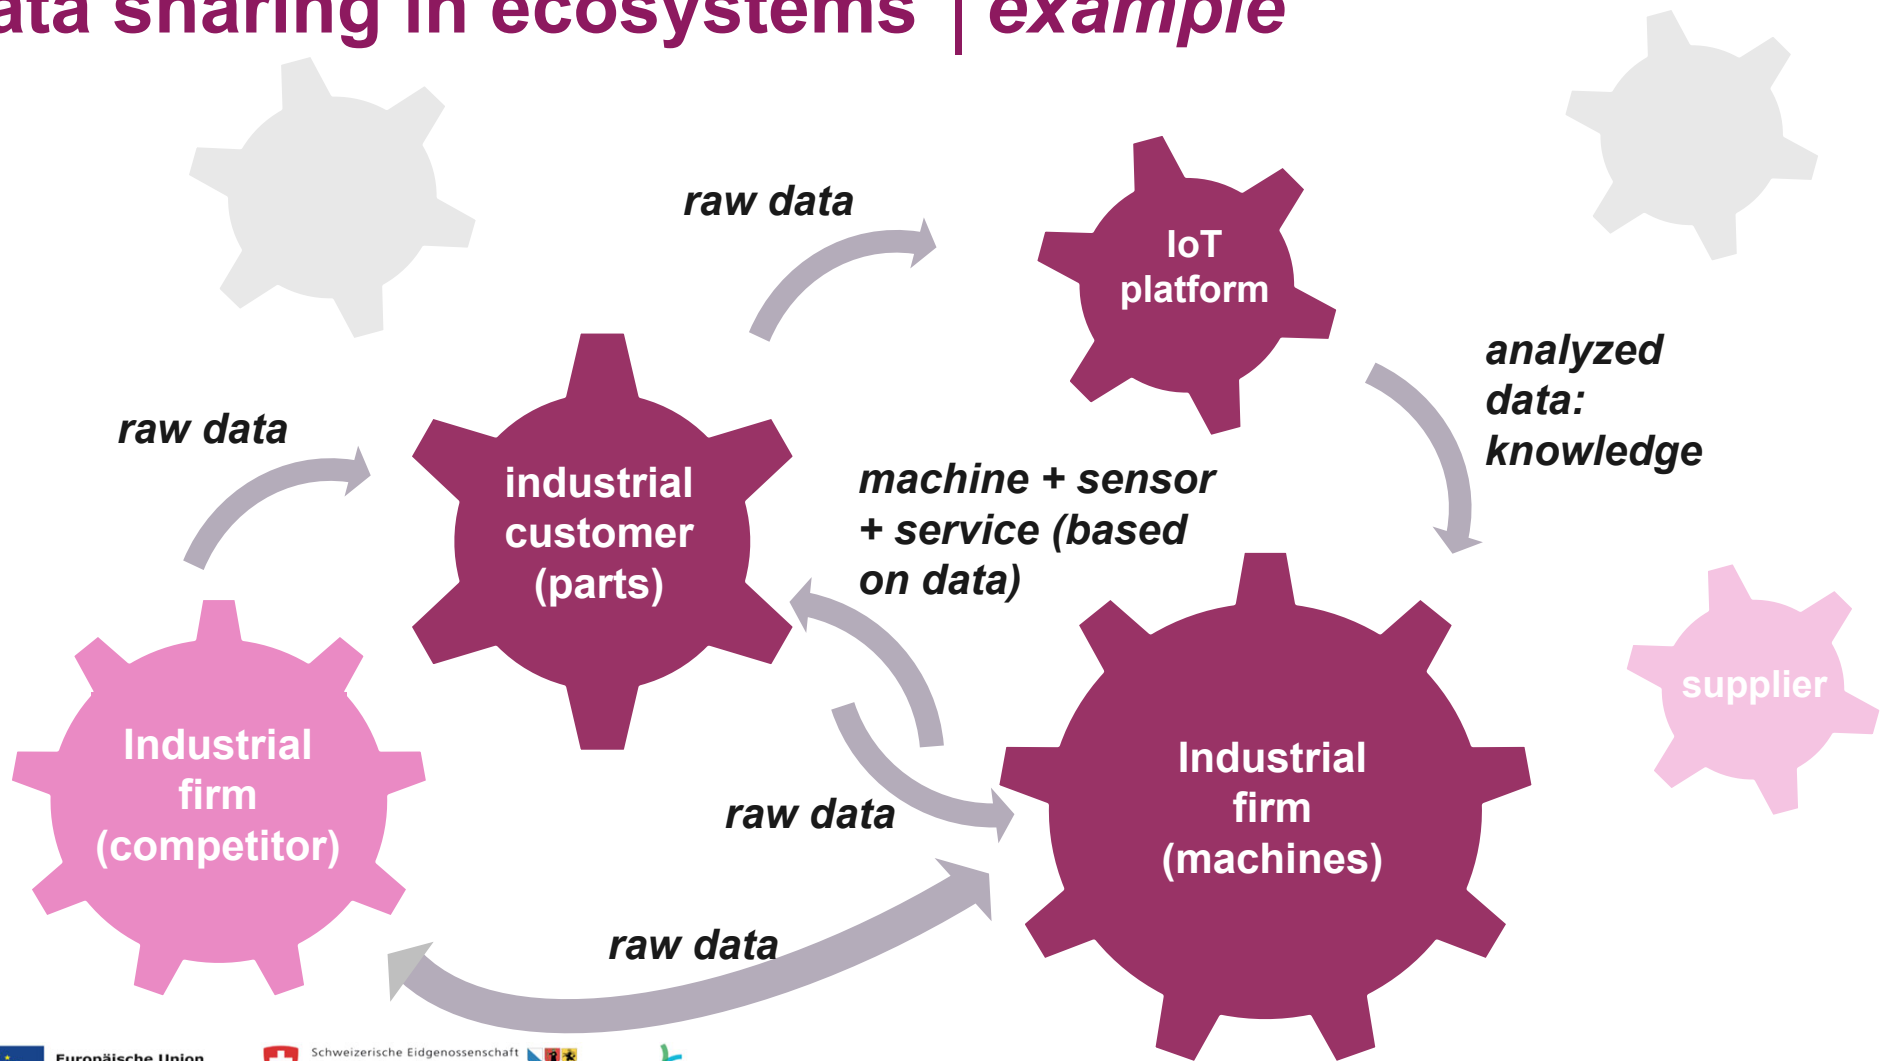 ata sharing in ecosystems | example
raw data
IoT
platform
analyzed
data:
knowledge
raw data
industrial
customer
(parts)
machine + sensor
+ service (based
on data)
supplier
Industrial
firm
(competitor)
Industrial
firm
(machines)
raw data
raw data
Europäische Union
Schweizerische Eidgenossenschaft